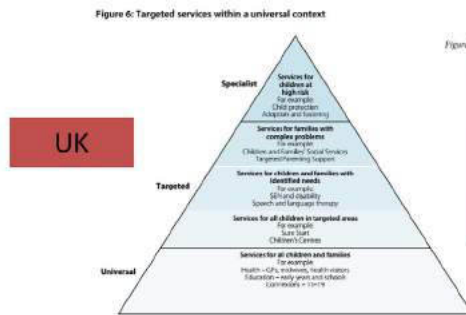 Figure 6: Targeted services within a universal context
Figure
UK
Specialist
Services for
children at
high risk
For example
Child protection
Adoption and fostering
Services for families with
complex problems
For example
Children and Families' Social Services
Targeted Parenting Support
Targeted
Services for children and families with
identified needs
For example
SEN and disability
Speech and language therapy
Services for all children in targeted areas
For example
Sure Start
Children's Centres
Universal
Services for all children and families
For example
Health – GPs, midwives, health visitors
Education – early years and schools
Connexions – 13–19